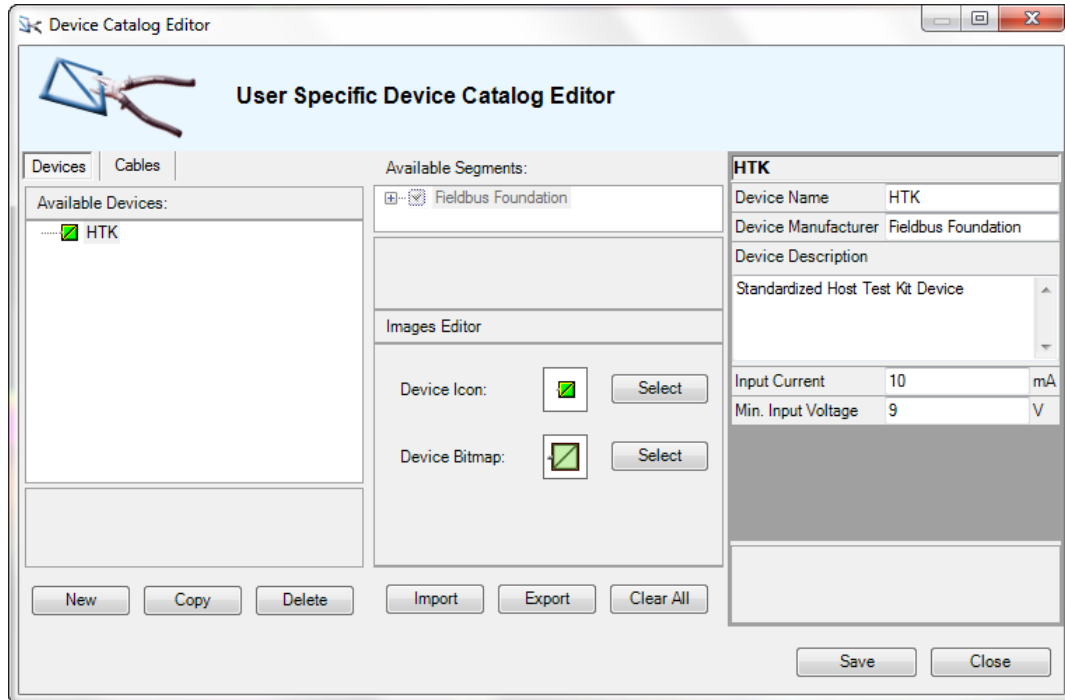 Device Catalog Editor
User Specific Device Catalog Editor
Devices
Cables
Available Devices:
HTK
New
Copy
Delete
Available Segments:
Fieldbus Foundation
Images Editor
Device Icon:
Select
Device Bitmap:
Select
Import
Export
Clear All
HTK
Device Name HTK
Device Manufacturer Fieldbus Foundation
Device Description
Standardized Host Test Kit Device
Input Current 10 mA
Min. Input Voltage 9 V
Save
Close